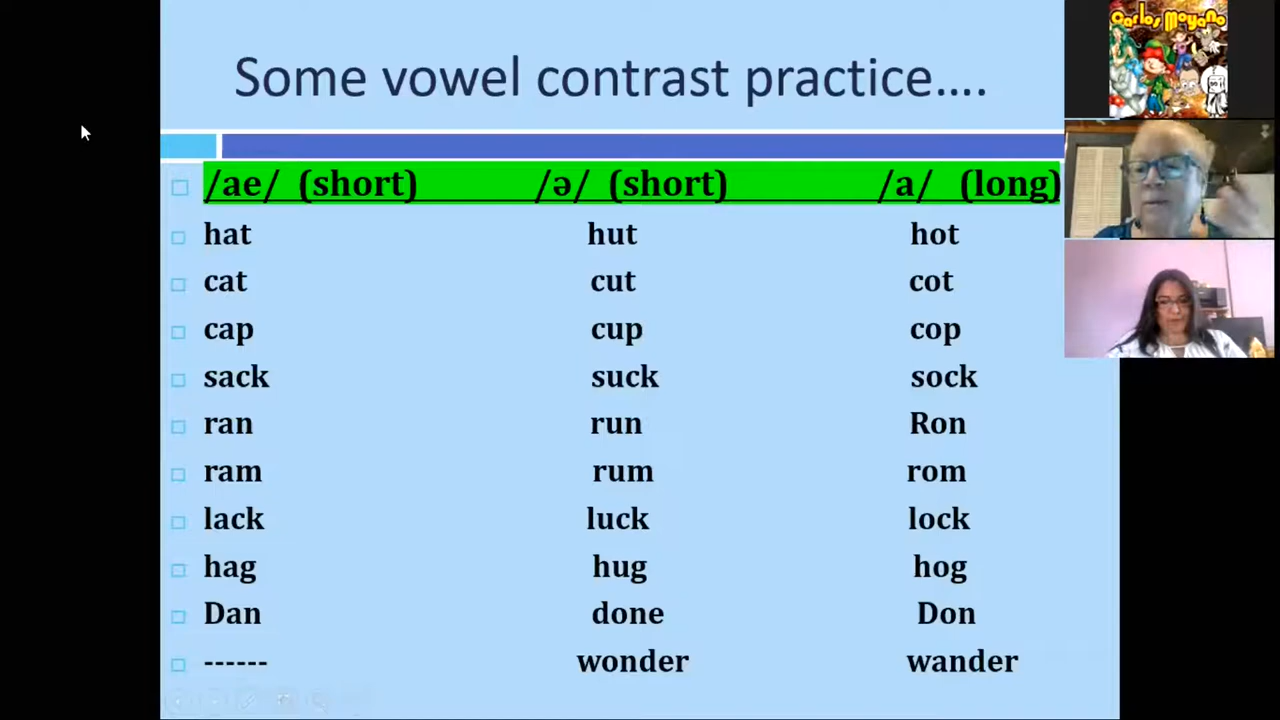 Some vowel contrast practice....
/ae/ (short) /ə/ (short) /a/ (long)
hat hut hot
cat cut cot
cap cup cop
sack suck sock
ran run Ron
ram rum rom
lack luck lock
hag hug hog
Dan done Don
------ wonder wander
Carlos Moyano